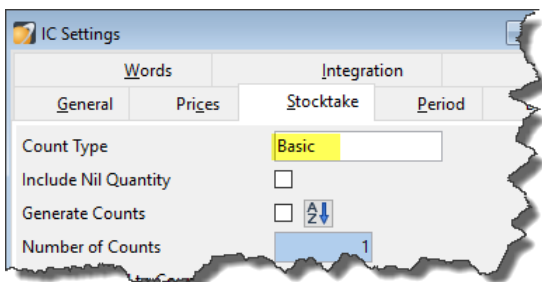 IC Settings
Words Integration
General Prices Stocktake Period
Count Type Basic
Include Nil Quantity
Generate Counts AZ
Number of Counts 1